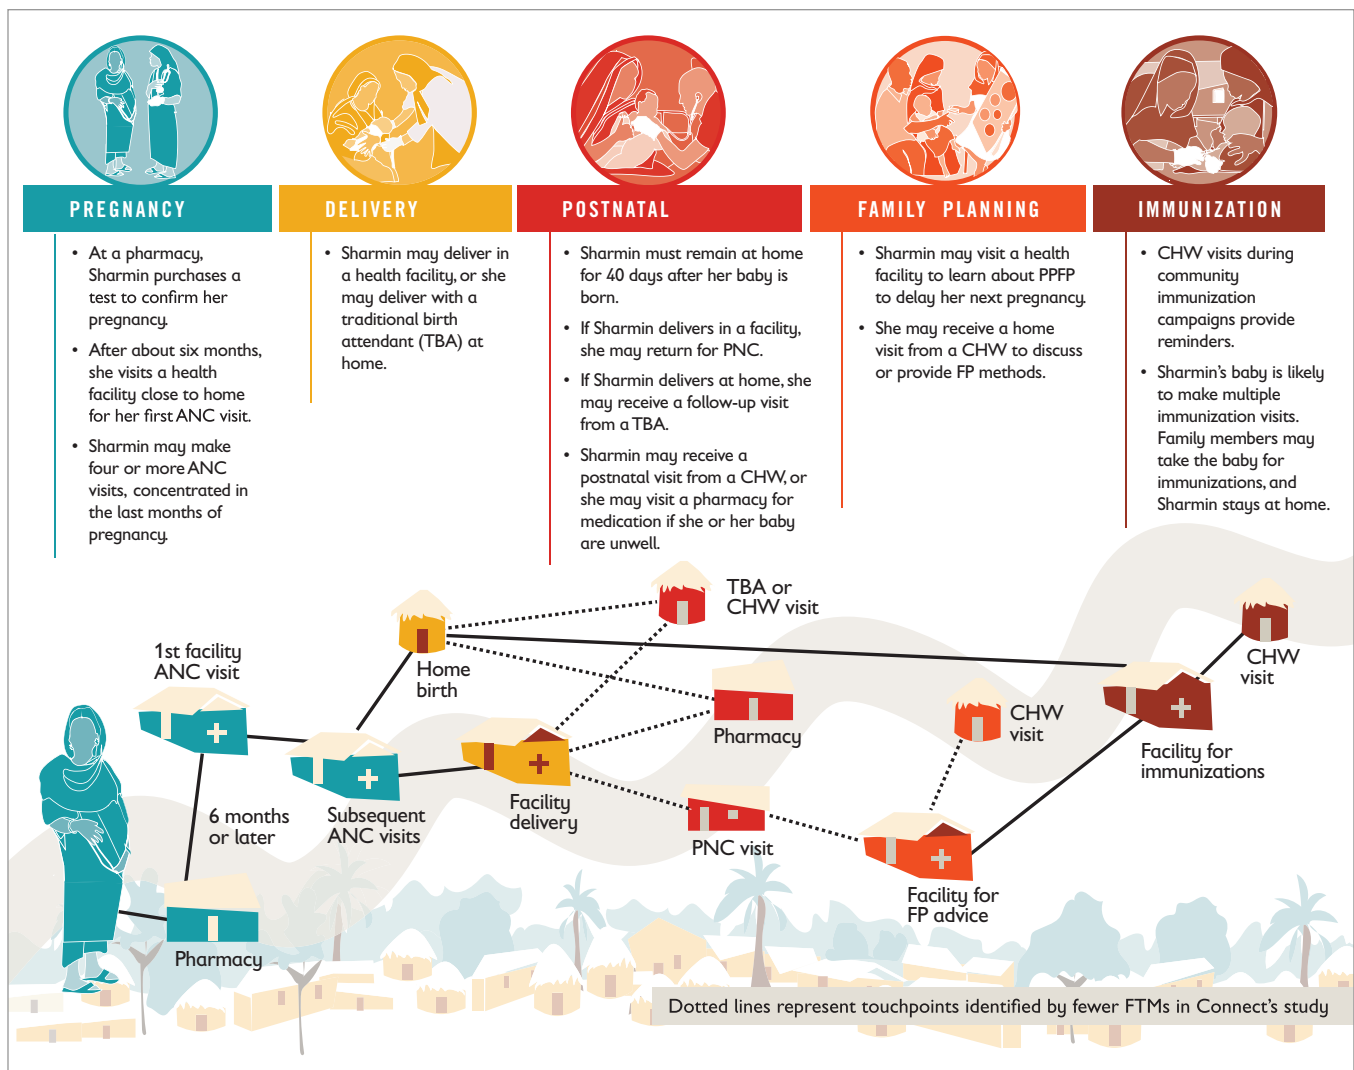 PREGNANCY
• At a pharmacy,
Sharmin purchases a
test to confirm her
pregnancy.
• After about six months,
she visits a health
facility close to home
for her first ANC visit.
• Sharmin may make
four or more ANC
visits, concentrated in
the last months of
pregnancy.
DELIVERY
• Sharmin may deliver in
a health facility, or she
may deliver with a
traditional birth
attendant (TBA) at
home.
POSTNATAL
• Sharmin must remain at home
for 40 days after her baby is
born.
• If Sharmin delivers in a facility,
she may return for PNC.
• If Sharmin delivers at home, she
may receive a follow-up visit
from a TBA.
• Sharmin may receive a
postnatal visit from a CHW, or
she may visit a pharmacy for
medication if she or her baby
are unwell.
FAMILY PLANNING
• Sharmin may visit a health
facility to learn about PPFP
to delay her next pregnancy.
• She may receive a home
visit from a CHW to discuss
or provide FP methods.
IMMUNIZATION
• CHW visits during
community
immunization
campaigns provide
reminders.
• Sharmin's baby is likely
to make multiple
immunization visits.
Family members may
take the baby for
immunizations, and
Sharmin stays at home.
1st facility
ANC visit
6 months
or later
Pharmacy
Subsequent
ANC visits
Home
birth
Facility
delivery
TBA or
CHW visit
Pharmacy
PNC visit
CHW
visit
Facility for
FP advice
Facility for
immunizations
CHW
visit
Dotted lines represent touchpoints identified by fewer FTMs in Connect's study